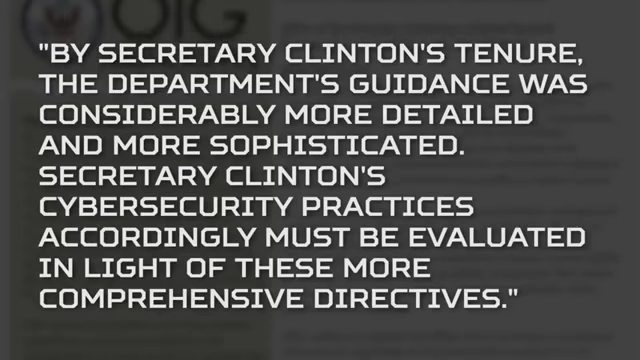 OIG
"BY SECRETARY CLINTON'S TENURE,
THE DEPARTMENT'S GUIDANCE WAS
CONSIDERABLY MORE DETAILED
AND MORE SOPHISTICATED.
SECRETARY CLINTON'S
CYBERSECURITY PRACTICES
ACCORDINGLY MUST BE EVALUATED
IN LIGHT OF THESE MORE
COMPREHENSIVE DIRECTIVES."